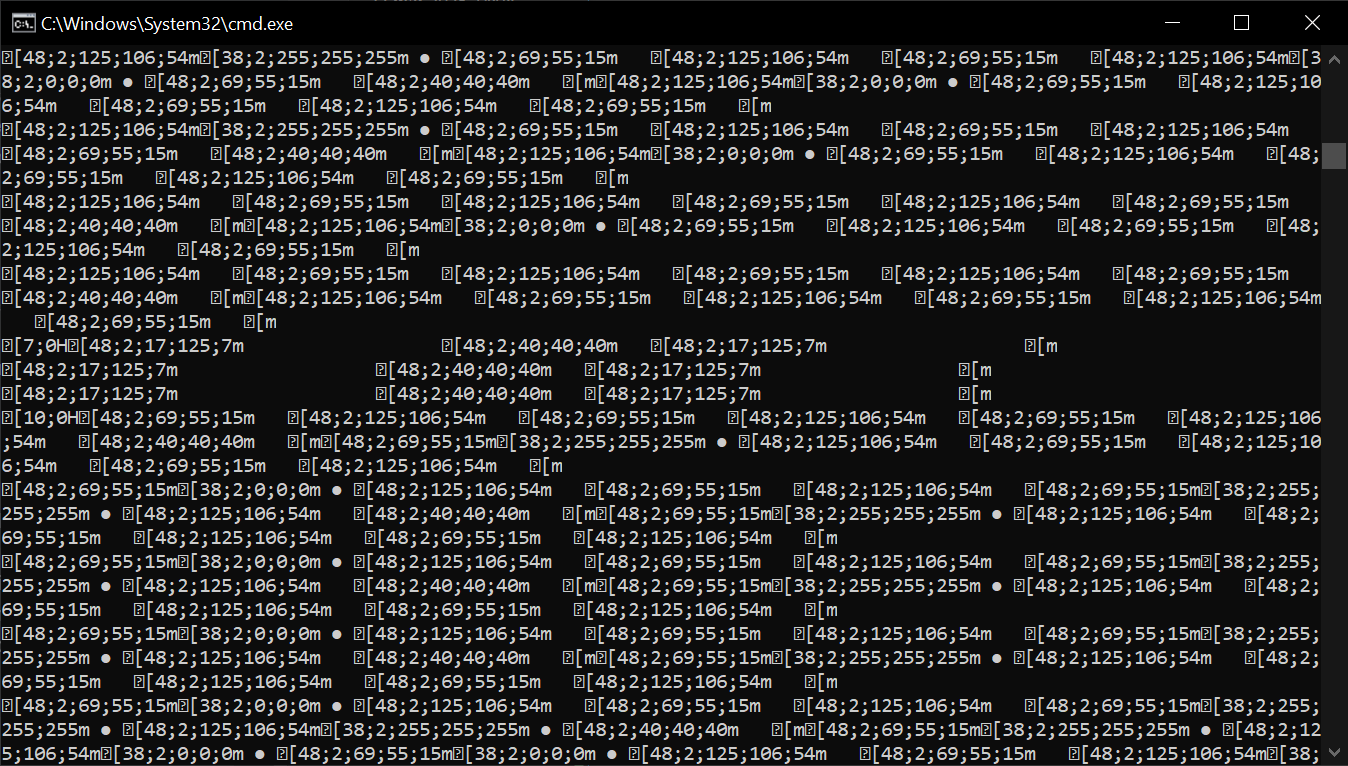 C:\Windows\System32\cmd.exe
⍰[48;2;125;106;54m⍰[38;2;255;255;255m ● ⍰[48;2;69;55;15m   ⍰[48;2;125;106;54m   ⍰[48;2;69;55;15m   ⍰[48;2;125;106;54m⍰[3
8;2;0;0;0m ● ⍰[48;2;69;55;15m   ⍰[48;2;40;40;40m   ⍰[m⍰[48;2;125;106;54m⍰[38;2;0;0;0m ● ⍰[48;2;69;55;15m   ⍰[48;2;125;10
6;54m   ⍰[48;2;69;55;15m   ⍰[48;2;125;106;54m   ⍰[48;2;69;55;15m   ⍰[m
⍰[48;2;125;106;54m⍰[38;2;255;255;255m ● ⍰[48;2;69;55;15m   ⍰[48;2;125;106;54m   ⍰[48;2;69;55;15m   ⍰[48;2;125;106;54m
⍰[48;2;69;55;15m   ⍰[48;2;40;40;40m   ⍰[m⍰[48;2;125;106;54m⍰[38;2;0;0;0m ● ⍰[48;2;69;55;15m   ⍰[48;2;125;106;54m   ⍰[48;
2;69;55;15m   ⍰[48;2;125;106;54m   ⍰[48;2;69;55;15m   ⍰[m
⍰[48;2;125;106;54m   ⍰[48;2;69;55;15m   ⍰[48;2;125;106;54m   ⍰[48;2;69;55;15m   ⍰[48;2;125;106;54m   ⍰[48;2;69;55;15m
⍰[48;2;40;40;40m   ⍰[m⍰[48;2;125;106;54m⍰[38;2;0;0;0m ● ⍰[48;2;69;55;15m   ⍰[48;2;125;106;54m   ⍰[48;2;69;55;15m   ⍰[48;
2;125;106;54m   ⍰[48;2;69;55;15m   ⍰[m
⍰[48;2;125;106;54m   ⍰[48;2;69;55;15m   ⍰[48;2;125;106;54m   ⍰[48;2;69;55;15m   ⍰[48;2;125;106;54m   ⍰[48;2;69;55;15m
⍰[48;2;40;40;40m   ⍰[m⍰[48;2;125;106;54m   ⍰[48;2;69;55;15m   ⍰[48;2;125;106;54m   ⍰[48;2;69;55;15m   ⍰[48;2;125;106;54m
   ⍰[48;2;69;55;15m   ⍰[m
⍰[7;0H⍰[48;2;17;125;7m                  ⍰[48;2;40;40;40m   ⍰[48;2;17;125;7m                  ⍰[m
⍰[48;2;17;125;7m                  ⍰[48;2;40;40;40m   ⍰[48;2;17;125;7m                  ⍰[m
⍰[48;2;17;125;7m                  ⍰[48;2;40;40;40m   ⍰[48;2;17;125;7m                  ⍰[m
⍰[10;0H⍰[48;2;69;55;15m   ⍰[48;2;125;106;54m   ⍰[48;2;69;55;15m   ⍰[48;2;125;106;54m   ⍰[48;2;69;55;15m   ⍰[48;2;125;106
;54m   ⍰[48;2;40;40;40m   ⍰[m⍰[48;2;69;55;15m⍰[38;2;255;255;255m ● ⍰[48;2;125;106;54m   ⍰[48;2;69;55;15m   ⍰[48;2;125;10
6;54m   ⍰[48;2;69;55;15m   ⍰[48;2;125;106;54m   ⍰[m
⍰[48;2;69;55;15m⍰[38;2;0;0;0m ● ⍰[48;2;125;106;54m   ⍰[48;2;69;55;15m   ⍰[48;2;125;106;54m   ⍰[48;2;69;55;15m⍰[38;2;255;
255;255m ● ⍰[48;2;125;106;54m   ⍰[48;2;40;40;40m   ⍰[m⍰[48;2;69;55;15m⍰[38;2;255;255;255m ● ⍰[48;2;125;106;54m   ⍰[48;2;
69;55;15m   ⍰[48;2;125;106;54m   ⍰[48;2;69;55;15m   ⍰[48;2;125;106;54m   ⍰[m
⍰[48;2;69;55;15m⍰[38;2;0;0;0m ● ⍰[48;2;125;106;54m   ⍰[48;2;69;55;15m   ⍰[48;2;125;106;54m   ⍰[48;2;69;55;15m⍰[38;2;255;
255;255m ● ⍰[48;2;125;106;54m   ⍰[48;2;40;40;40m   ⍰[m⍰[48;2;69;55;15m⍰[38;2;255;255;255m ● ⍰[48;2;125;106;54m   ⍰[48;2;
69;55;15m   ⍰[48;2;125;106;54m   ⍰[48;2;69;55;15m   ⍰[48;2;125;106;54m   ⍰[m
⍰[48;2;69;55;15m⍰[38;2;0;0;0m ● ⍰[48;2;125;106;54m   ⍰[48;2;69;55;15m   ⍰[48;2;125;106;54m   ⍰[48;2;69;55;15m⍰[38;2;255;
255;255m ● ⍰[48;2;125;106;54m   ⍰[48;2;40;40;40m   ⍰[m⍰[48;2;69;55;15m⍰[38;2;255;255;255m ● ⍰[48;2;125;106;54m   ⍰[48;2;
69;55;15m   ⍰[48;2;125;106;54m   ⍰[48;2;69;55;15m   ⍰[48;2;125;106;54m   ⍰[m
⍰[48;2;69;55;15m⍰[38;2;0;0;0m ● ⍰[48;2;125;106;54m   ⍰[48;2;69;55;15m   ⍰[48;2;125;106;54m   ⍰[48;2;69;55;15m⍰[38;2;255;
255;255m ● ⍰[48;2;125;106;54m⍰[38;2;255;255;255m ● ⍰[48;2;40;40;40m   ⍰[m⍰[48;2;69;55;15m⍰[38;2;255;255;255m ● ⍰[48;2;12
5;106;54m⍰[38;2;0;0;0m ● ⍰[48;2;69;55;15m⍰[38;2;0;0;0m ● ⍰[48;2;125;106;54m   ⍰[48;2;69;55;15m   ⍰[48;2;125;106;54m⍰[38;